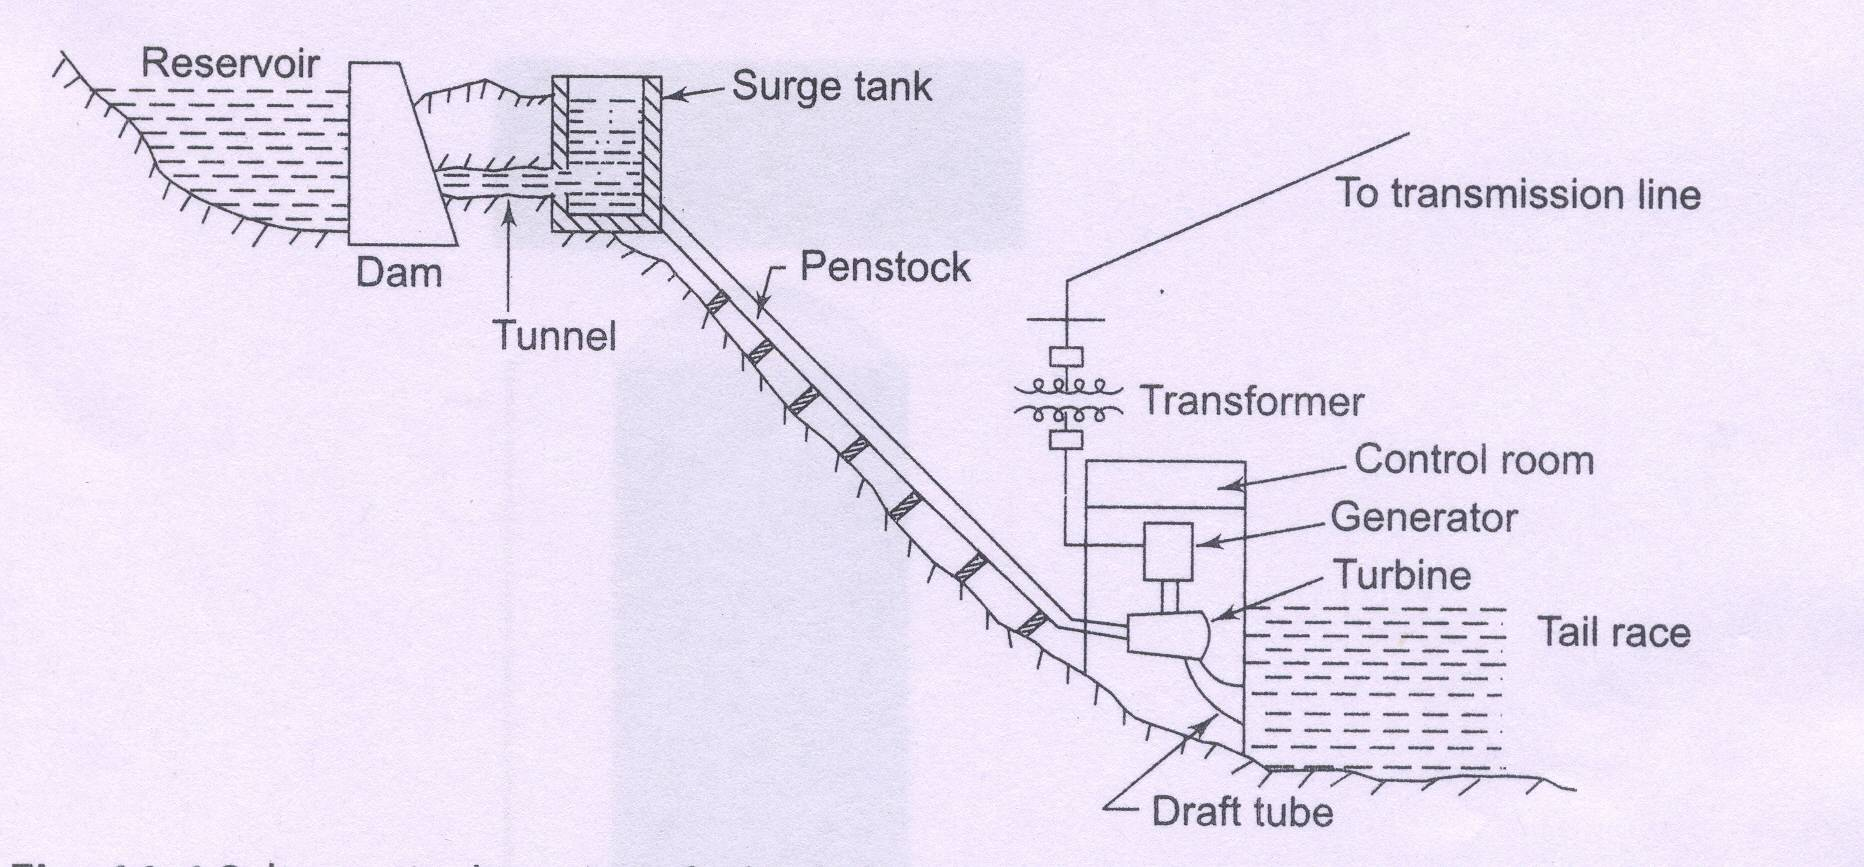 Reservoir
Surge tank
To transmission line
Dam
Penstock
Tunnel
Transformer
Control room
Generator
Turbine
Tail race
Draft tube